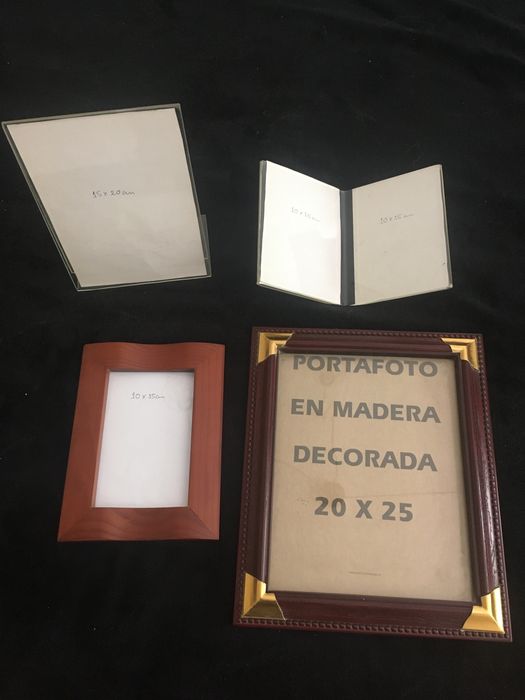 15 x 20 cm
10 x 15 cm
10 x 15 cm
10 x 15 cm
PORTAFOTO
EN MADERA
DECORADA
20 X 25